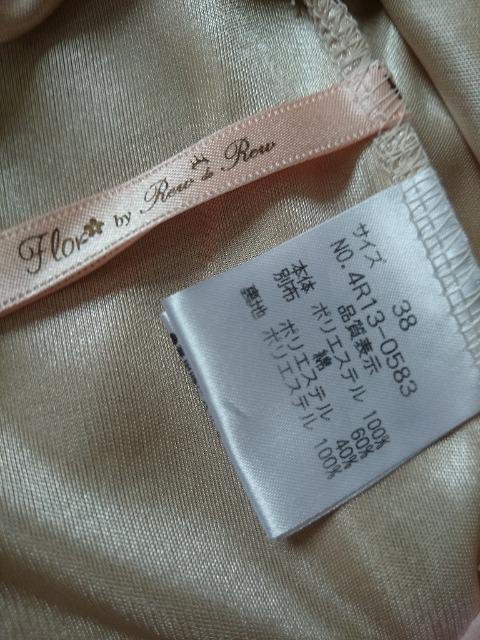 Flor by Rew de Rew
サイズ 38
NO.4R13-0583
品質表示
本体 ポリエステル 100%
別布 綿 60%
ポリエステル 40%
裏地 ポリエステル 100%